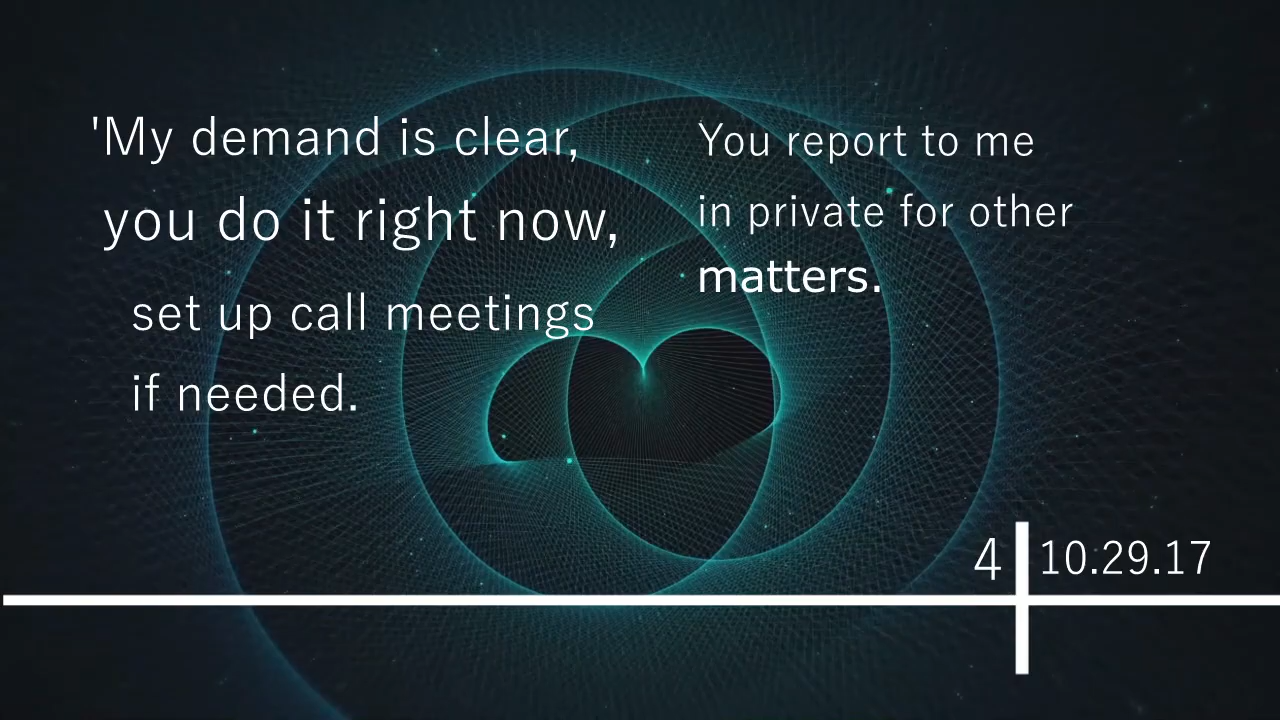 'My demand is clear,
you do it right now,
set up call meetings
if needed.
You report to me
in private for other
matters.
4
10.29.17